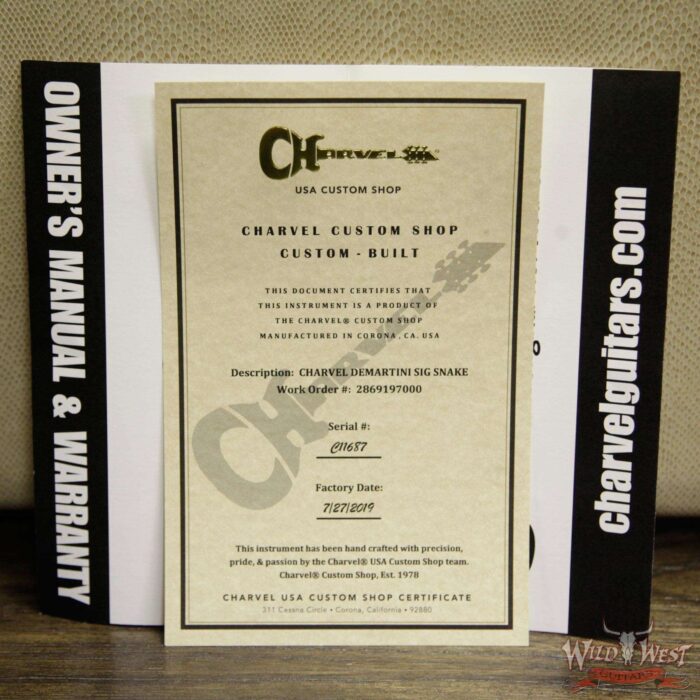 OWNER'S MANUAL & WARRANTY
CHARVEL®
USA CUSTOM SHOP
CHARVEL CUSTOM SHOP
CUSTOM - BUILT
THIS DOCUMENT CERTIFIES THAT
THIS INSTRUMENT IS A PRODUCT OF
THE CHARVEL® CUSTOM SHOP
MANUFACTURED IN CORONA, CA. USA
CHARVEL
Description: CHARVEL DEMARTINI SIG SNAKE
Work Order #: 2869197000
Serial #:
C11687
Factory Date:
7/27/2019
This instrument has been hand crafted with precision,
pride, & passion by the Charvel® USA Custom Shop team.
Charvel® Custom Shop, Est. 1978
CHARVEL USA CUSTOM SHOP CERTIFICATE
311 Cessna Circle • Corona, California • 92880
charvelguitars.com
WILD WEST
GUITARS